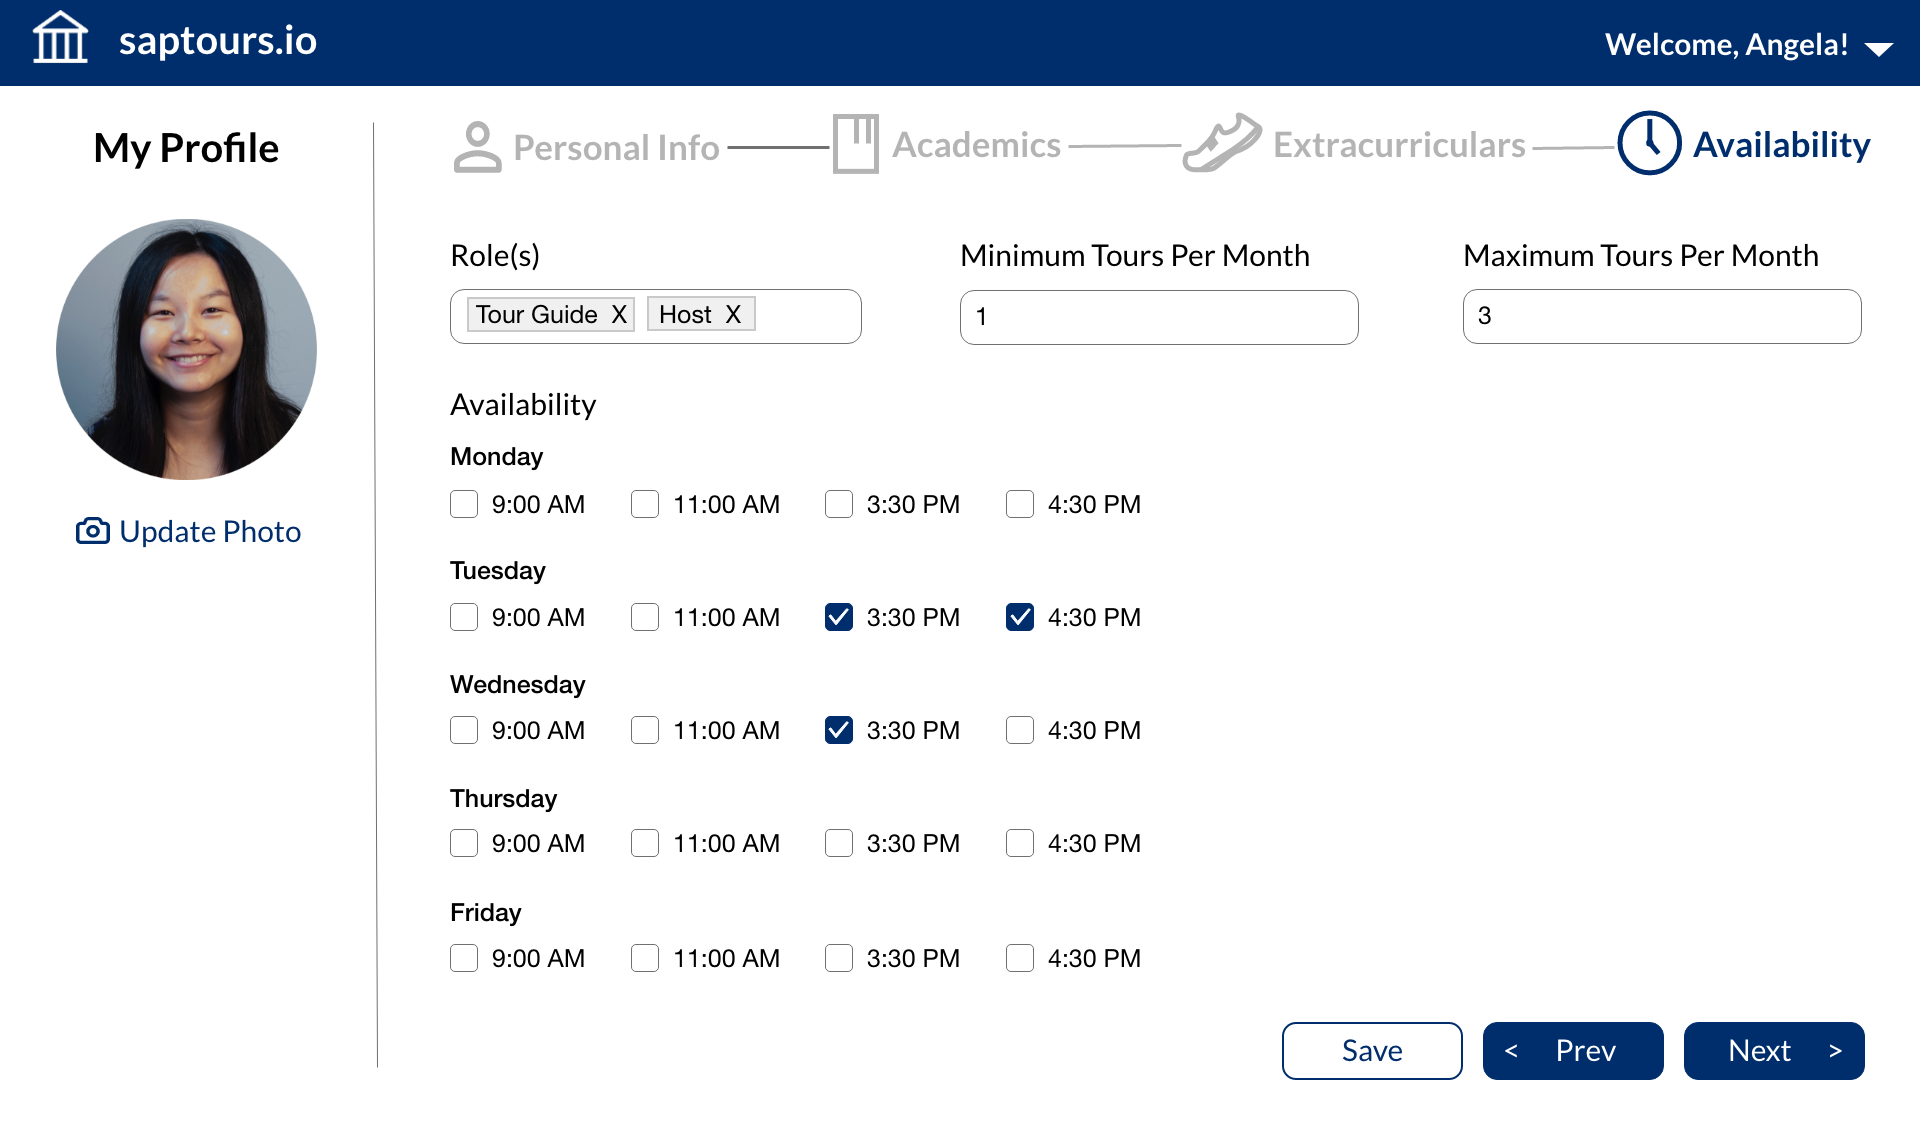 saptours.io
Welcome, Angela!
My Profile
Personal Info
Academics
Extracurriculars
Availability
Update Photo
Role(s)
Minimum Tours Per Month
Maximum Tours Per Month
Tour Guide X
Host X
1
3
Availability
Monday
9:00 AM 11:00 AM 3:30 PM 4:30 PM
Tuesday
9:00 AM 11:00 AM 3:30 PM 4:30 PM
Wednesday
9:00 AM 11:00 AM 3:30 PM 4:30 PM
Thursday
9:00 AM 11:00 AM 3:30 PM 4:30 PM
Friday
9:00 AM 11:00 AM 3:30 PM 4:30 PM
Save
< Prev
Next >